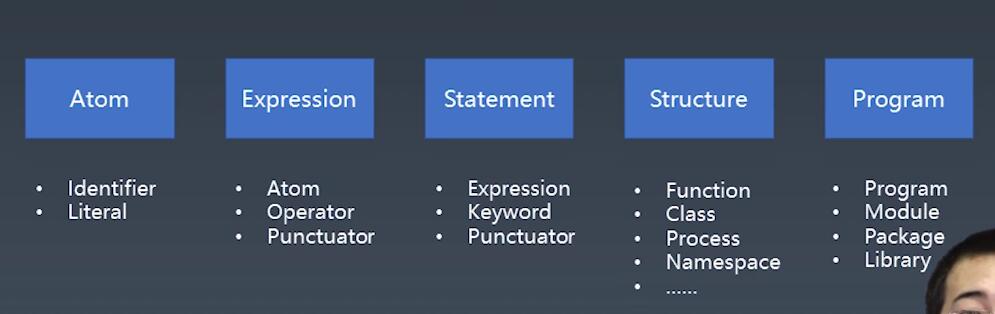 Atom
• Identifier
• Literal
Expression
• Atom
• Operator
• Punctuator
Statement
• Expression
• Keyword
• Punctuator
Structure
• Function
• Class
• Process
• Namespace
• ......
Program
• Program
• Module
• Package
• Library